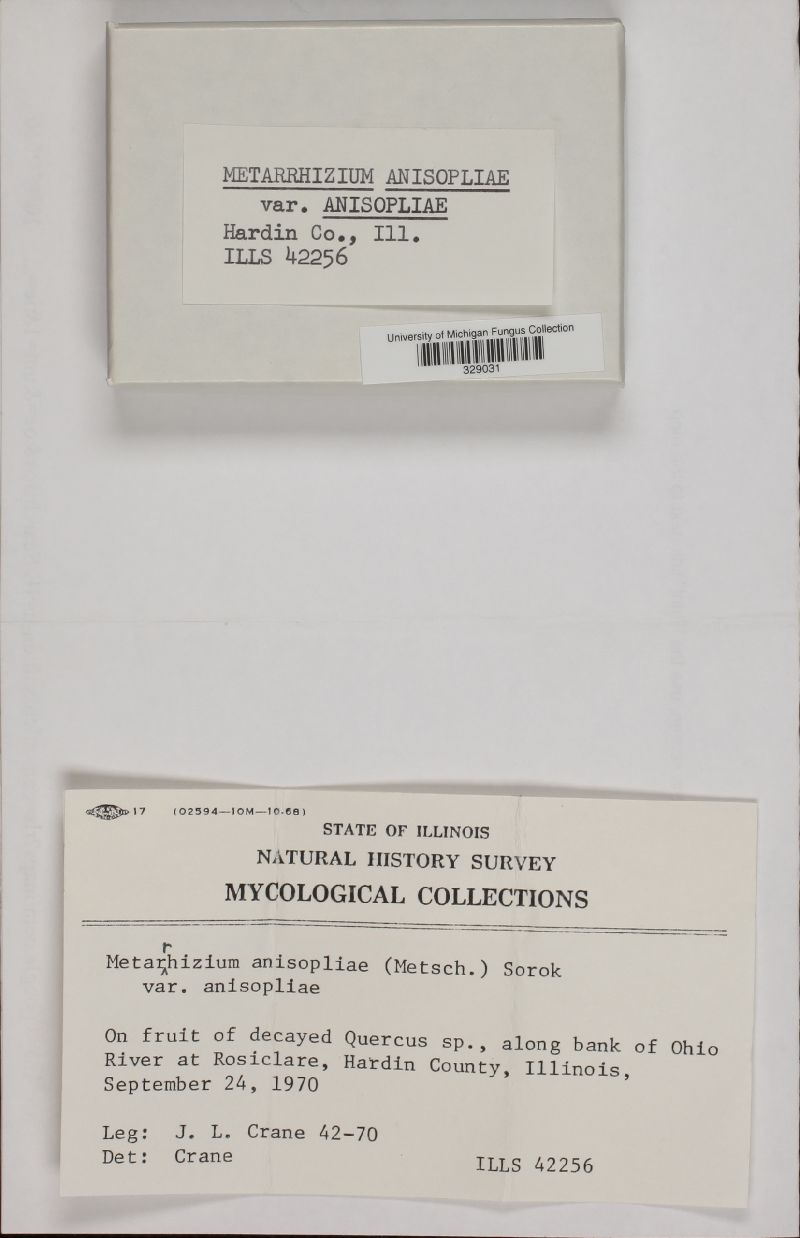 METARRHIZIUM ANISOPLIAE
var. ANISOPLIAE
Hardin Co., Ill.
ILLS 42256
University of Michigan Fungus Collection
329031
17 (O2594—IOM—10-68)
STATE OF ILLINOIS
NATURAL HISTORY SURVEY
MYCOLOGICAL COLLECTIONS
Metarrhizium anisopliae (Metsch.) Sorok
var. anisopliae
On fruit of decayed Quercus sp., along bank of Ohio
River at Rosiclare, Hardin County, Illinois,
September 24, 1970
Leg: J. L. Crane 42-70
Det: Crane
ILLS 42256